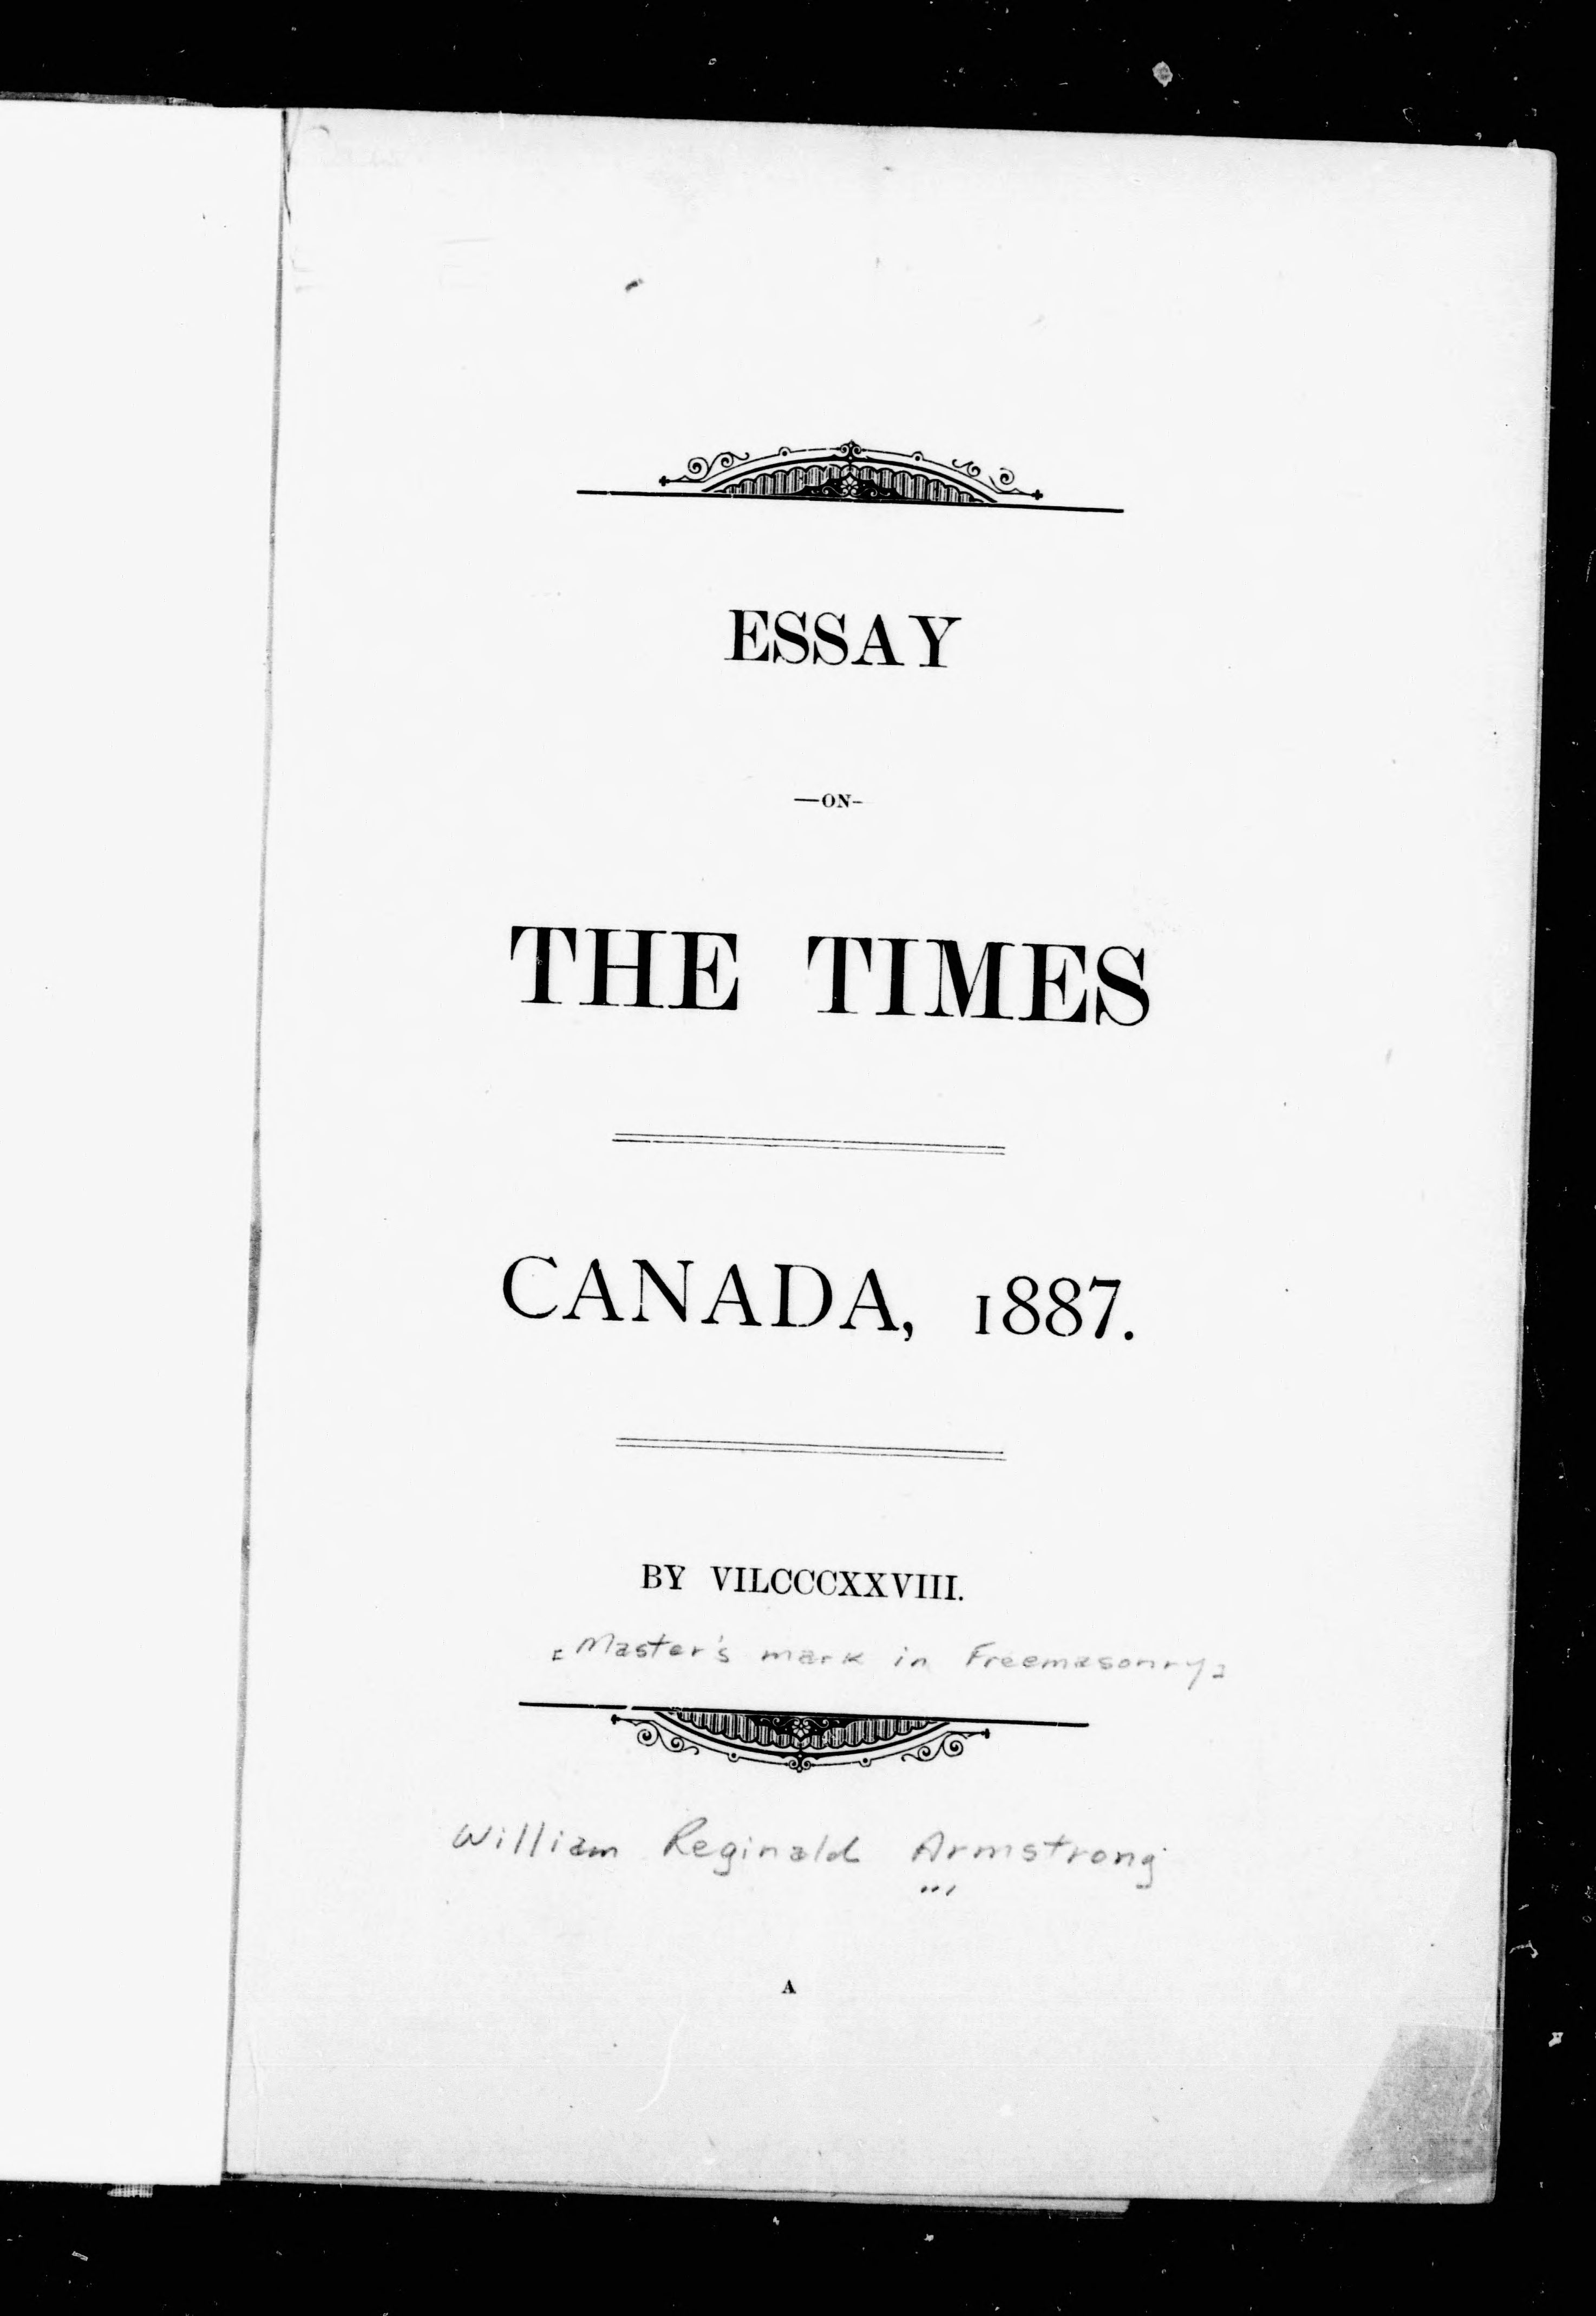 ESSAY
—ON-
THE TIMES
CANADA, 1887.
BY VILCCCXXVIII.
[Master's mark in Freemasonry]
William Reginald Armstrong
A